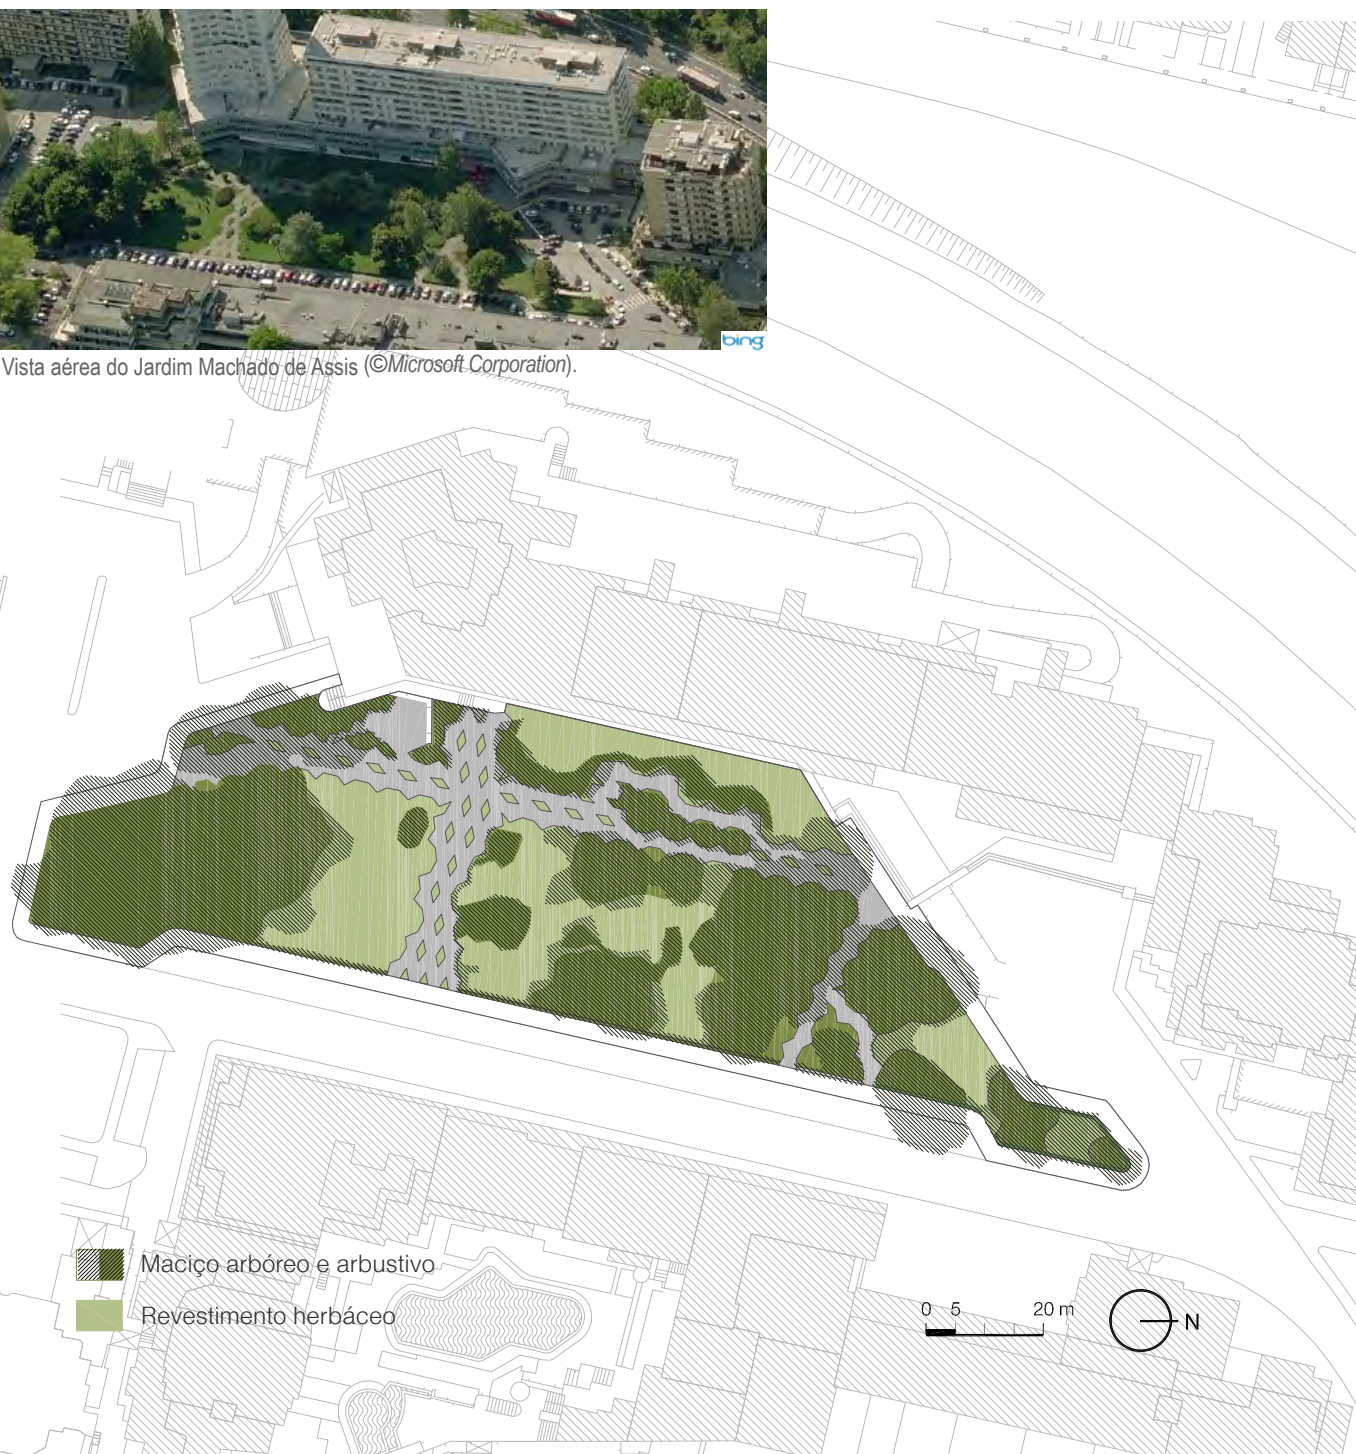 bing
Vista aérea do Jardim Machado de Assis (©Microsoft Corporation).
Maciço arbóreo e arbustivo
Revestimento herbáceo
0 5 20 m
N